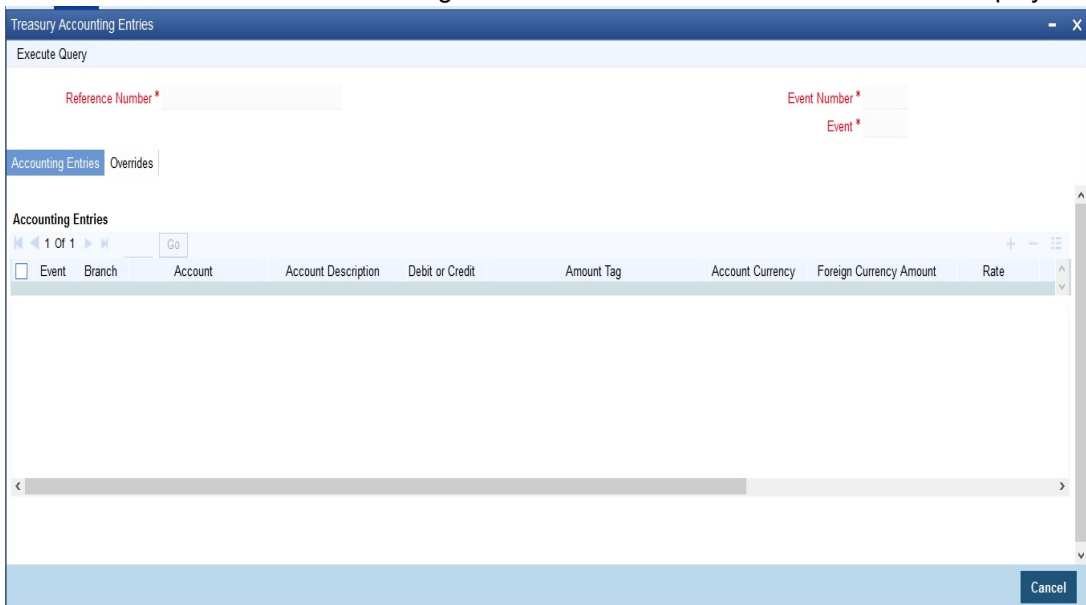 Treasury Accounting Entries - X
Execute Query
Reference Number * Event Number *
Event *
Accounting Entries Overrides
Accounting Entries
1 Of 1 Go + -
Event Branch Account Account Description Debit or Credit Amount Tag Account Currency Foreign Currency Amount Rate
Cancel